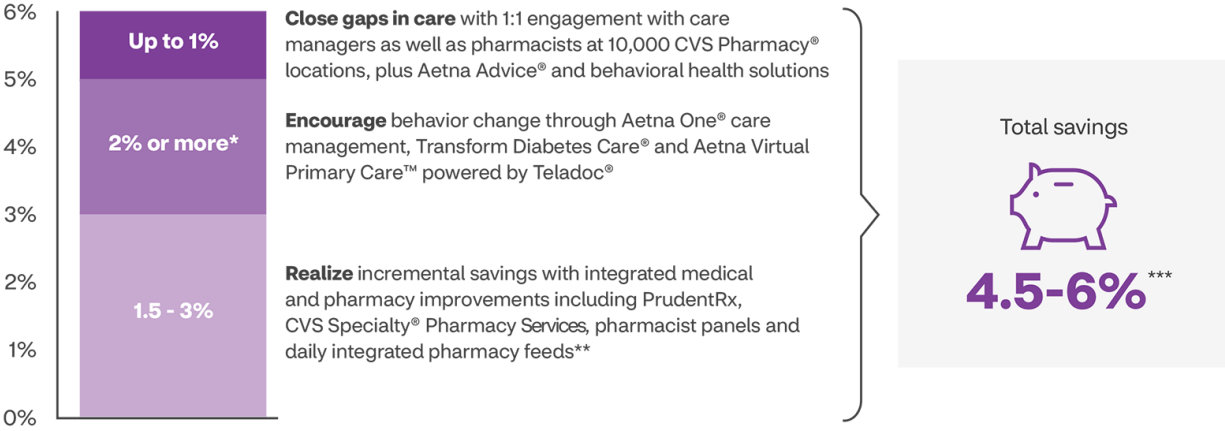 6%
5%
4%
3%
2%
1%
0%
Up to 1%
2% or more*
1.5 - 3%
Close gaps in care with 1:1 engagement with care
managers as well as pharmacists at 10,000 CVS Pharmacy®
locations, plus Aetna Advice® and behavioral health solutions
Encourage behavior change through Aetna One® care
management, Transform Diabetes Care® and Aetna Virtual
Primary Care™ powered by Teladoc®
Realize incremental savings with integrated medical
and pharmacy improvements including PrudentRx,
CVS Specialty® Pharmacy Services, pharmacist panels and
daily integrated pharmacy feeds**
Total savings
4.5-6%***